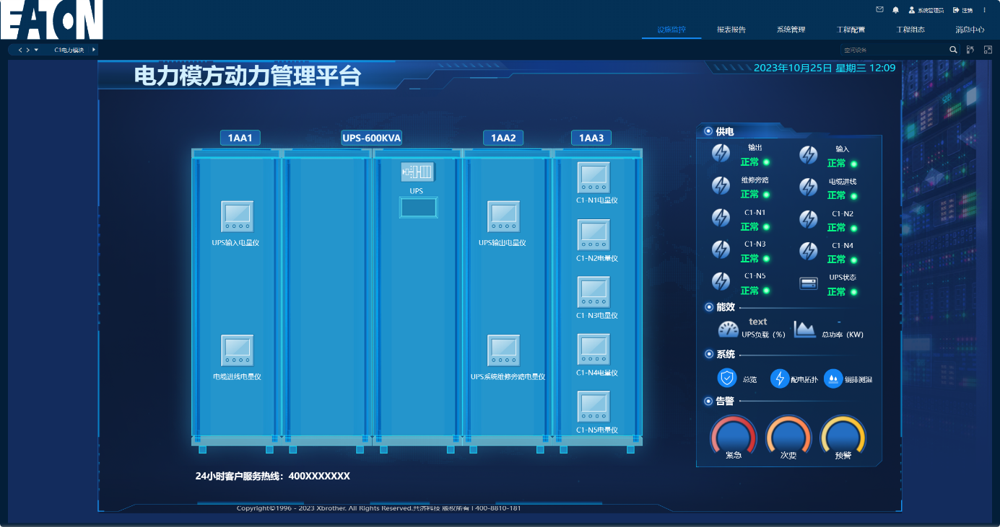 EATON
系统管理员 注销
设施监控 报表报告 系统管理 工程配置 工程组态 消息中心
C1电力模块
空间设备
电力模方动力管理平台
2023年10月25日 星期三 12:09
1AA1 UPS-600KVA 1AA2 1AA3
UPS
UPS输入电量仪
电缆进线电量仪
UPS输出电量仪
UPS系统维修旁路电量仪
C1-N1电量仪
C1-N2电量仪
C1-N3电量仪
C1-N4电量仪
C1-N5电量仪
供电
输出 输入
正常 正常
维修旁路 电缆进线
正常 正常
C1-N1 C1-N2
正常 正常
C1-N3 C1-N4
正常 正常
C1-N5 UPS状态
正常 正常
能效
text -
UPS负载（%） 总功率（KW）
系统
总览 配电拓扑 铜排测温
告警
紧急 次要 预警
24小时客户服务热线：400XXXXXXX
Copyright©1996 - 2023 Xbrother. All Rights Reserved.共济科技 版权所有 | 400-8810-181